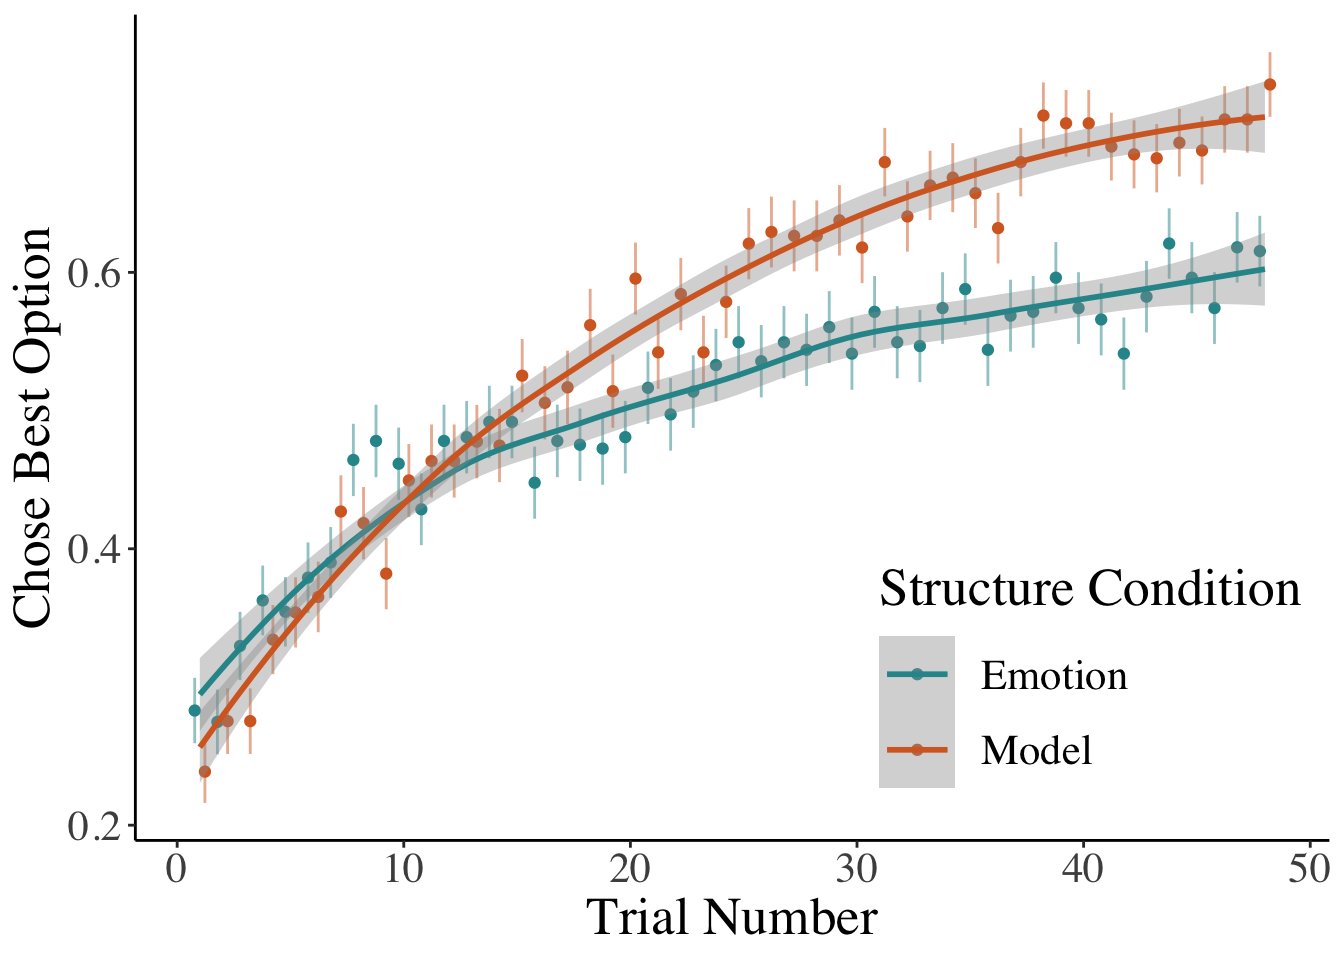 Chose Best Option
0.6
0.4
0.2
Structure Condition
Emotion
Model
0 10 20 30 40 50
Trial Number